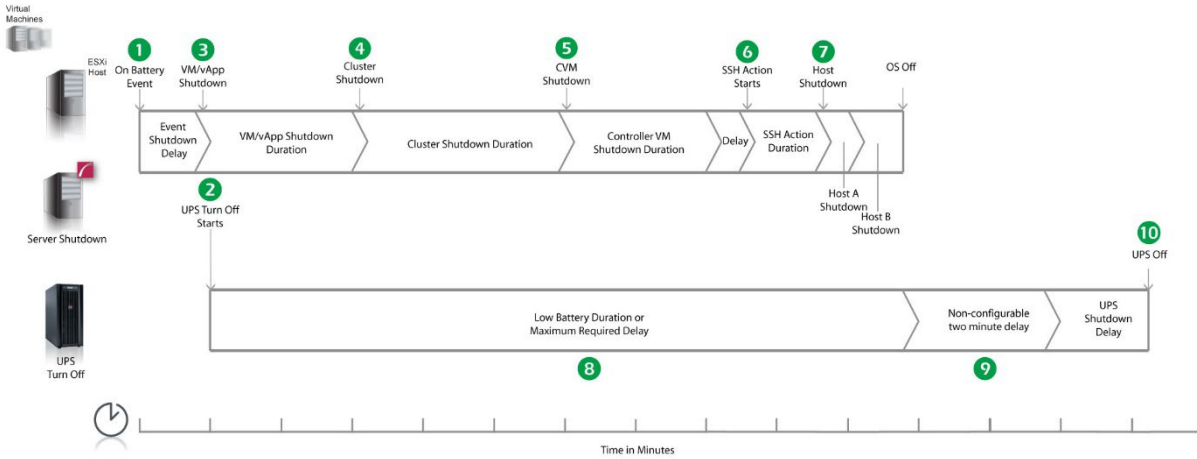 Virtual
Machines
ESXi
Host
1
On Battery
Event
3
VM/vApp
Shutdown
4
Cluster
Shutdown
5
CVM
Shutdown
6
SSH Action
Starts
7
Host
Shutdown
OS Off
Event
Shutdown
Delay
VM/vApp Shutdown
Duration
Cluster Shutdown Duration
Controller VM
Shutdown Duration
Delay
SSH Action
Duration
Host A
Shutdown
Host B
Shutdown
Server Shutdown
2
UPS Turn Off
Starts
10
UPS Off
Low Battery Duration or
Maximum Required Delay
Non-configurable
two minute delay
UPS
Shutdown
Delay
UPS
Turn Off
8
9
Time in Minutes